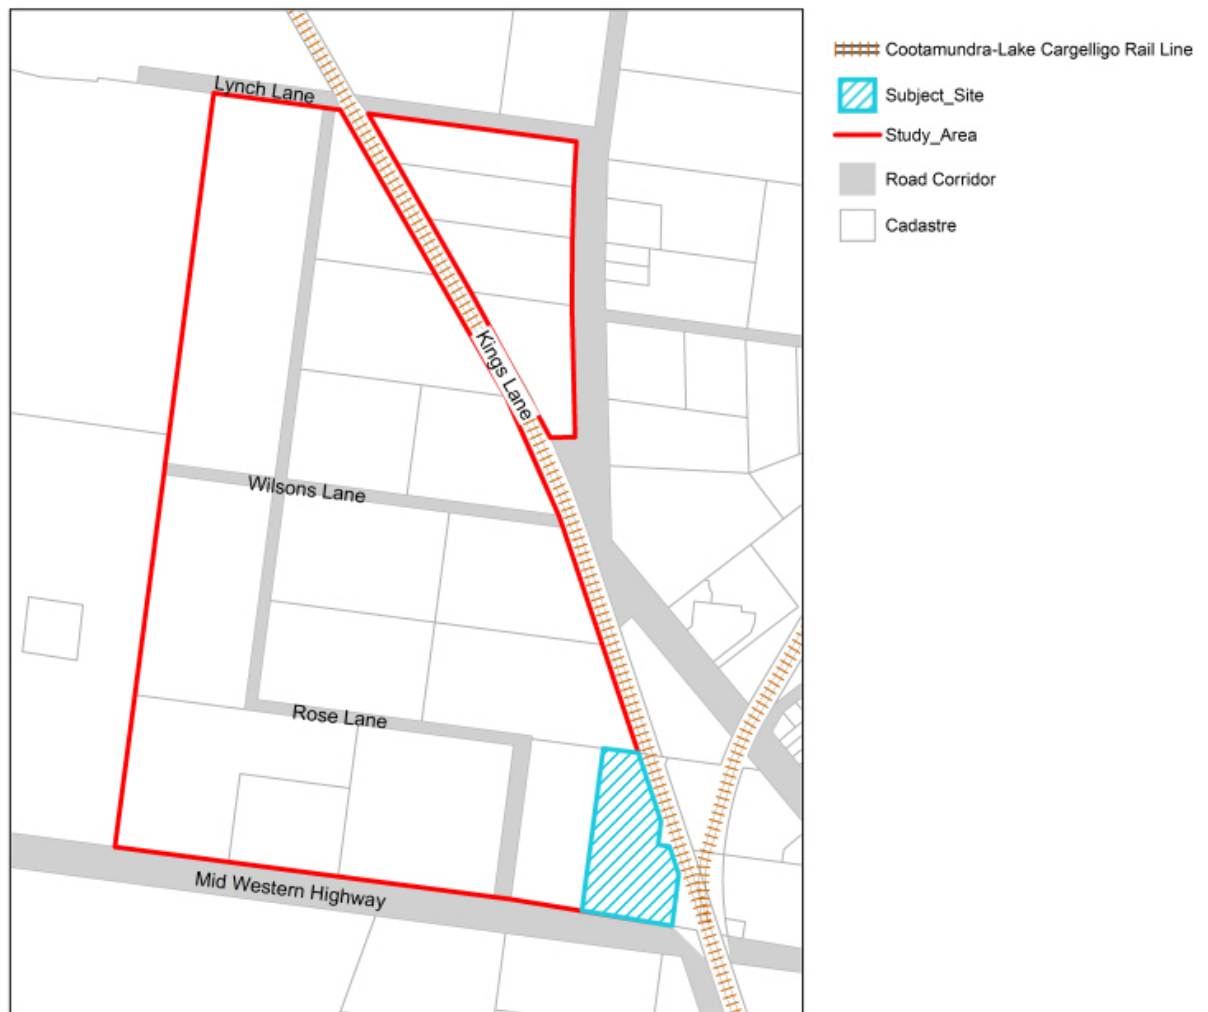 Lynch Lane
Kings Lane
Wilsons Lane
Rose Lane
Mid Western Highway
Cootamundra-Lake Cargelligo Rail Line
Subject_Site
Study_Area
Road Corridor
Cadastre